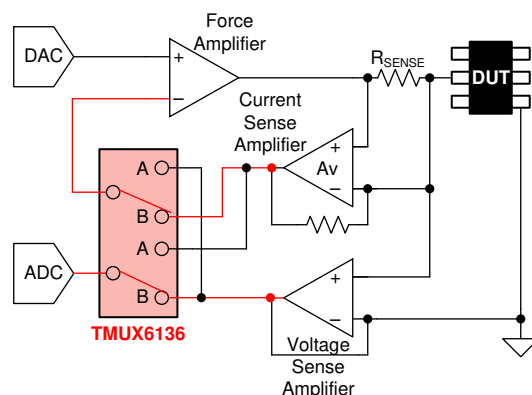 Force
Amplifier
DAC
+
−
RSENSE
DUT
Current
Sense
Amplifier
+
Av
−
A
B
A
B
ADC
TMUX6136
+
−
Voltage
Sense
Amplifier